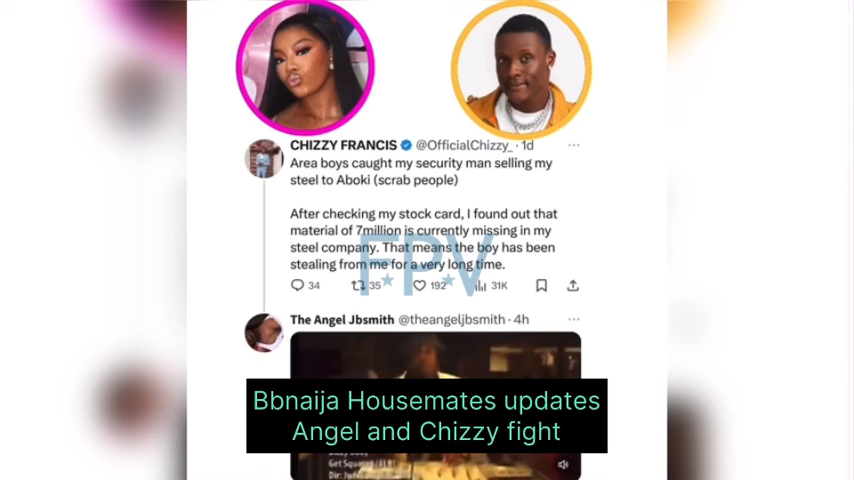 CHIZZY FRANCIS @OfficialChizzy_ · 1d
Area boys caught my security man selling my
steel to Aboki (scrab people)
After checking my stock card, I found out that
material of 7million is currently missing in my
steel company. That means the boy has been
stealing from me for a very long time.
FPV
34 35 192 31K
The Angel Jbsmith @theangeljbsmith · 4h
Bbnaija Housemates updates
Angel and Chizzy fight